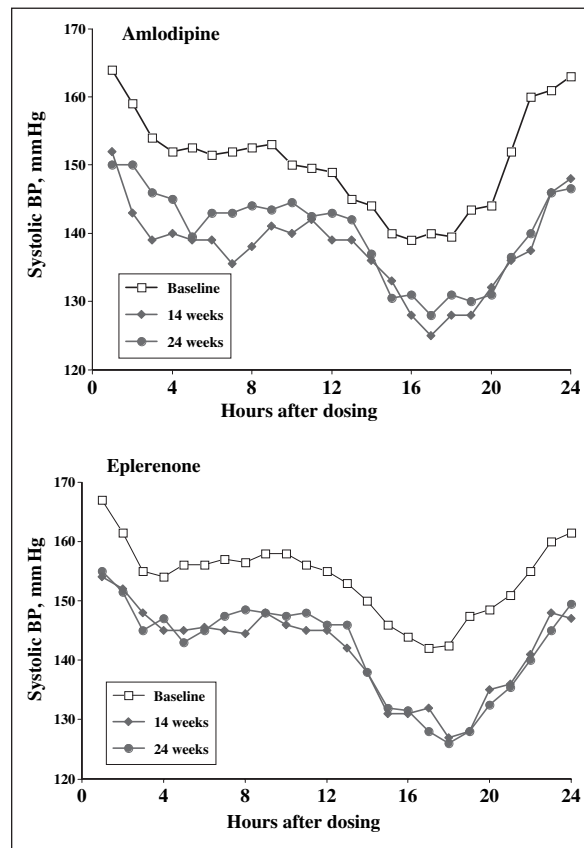 Amlodipine
Systolic BP, mmHg
170
160
150
140
130
120
Baseline
14 weeks
24 weeks
0 4 8 12 16 20 24
Hours after dosing
Eplerenone
Systolic BP, mm Hg
170
160
150
140
130
120
Baseline
14 weeks
24 weeks
0 4 8 12 16 20 24
Hours after dosing